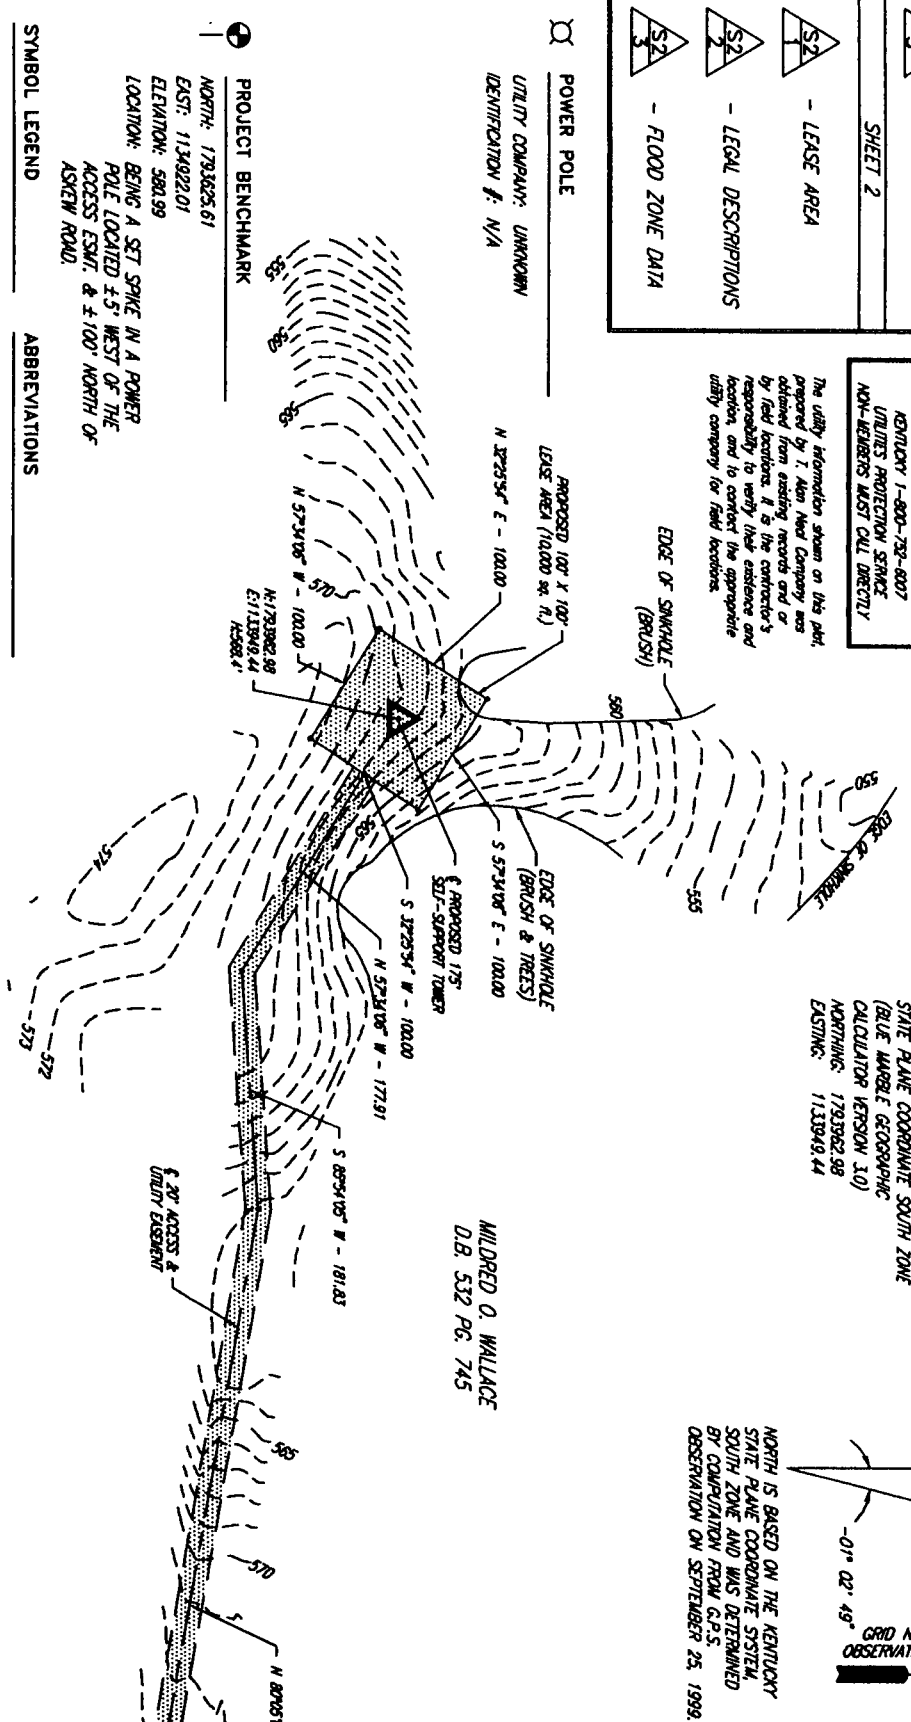 SHEET 2
S2
1
- LEASE AREA
S2
2
- LEGAL DESCRIPTIONS
S2
3
- FLOOD ZONE DATA
KENTUCKY 1-800-752-6007
UTILITIES PROTECTION SERVICE
NON-MEMBERS MUST CALL DIRECTLY
The utility information shown on this plat,
prepared by T. Alan Neal Company was
obtained from existing records and or
by field locations. It is the contractor's
responsibility to verify their existence and
location, and to contact the appropriate
utility company for field locations.
STATE PLANE COORDINATE SOUTH ZONE
(BLUE MARBLE GEOGRAPHIC
CALCULATOR VERSION 3.0)
NORTHING: 1793962.98
EASTING: 1133949.44
-01° 02' 49"
NORTH IS BASED ON THE KENTUCKY
STATE PLANE COORDINATE SYSTEM,
SOUTH ZONE AND WAS DETERMINED
BY COMPUTATION FROM G.P.S.
OBSERVATION ON SEPTEMBER 25, 1999.
POWER POLE
UTILITY COMPANY: UNKNOWN
IDENTIFICATION #: N/A
PROJECT BENCHMARK
NORTH: 1793625.61
EAST: 1134922.01
ELEVATION: 580.99
LOCATION: BEING A SET SPIKE IN A POWER
POLE LOCATED ±5' WEST OF THE
ACCESS ESMT. & ±100' NORTH OF
ASKEW ROAD.
SYMBOL LEGEND
ABBREVIATIONS
550
EDGE OF SINKHOLE
555
EDGE OF SINKHOLE
(BRUSH)
560
PROPOSED 100' X 100'
LEASE AREA (10,000 sq. ft.)
N 32°25'54" E - 100.00
EDGE OF SINKHOLE
(BRUSH & TREES)
S 57°34'06" E - 100.00
₵ PROPOSED 175'
SELF-SUPPORT TOWER
S 32°25'54" W - 100.00
N 57°34'06" W - 177.91
565
555
560
565
570
N 57°34'06" W - 100.00
N:1793962.98
E:1133949.44
574
573
572
S 89°54'05" W - 181.83
MILDRED O. WALLACE
D.B. 532 PG. 745
₵ 20' ACCESS &
UTILITY EASEMENT
565
570